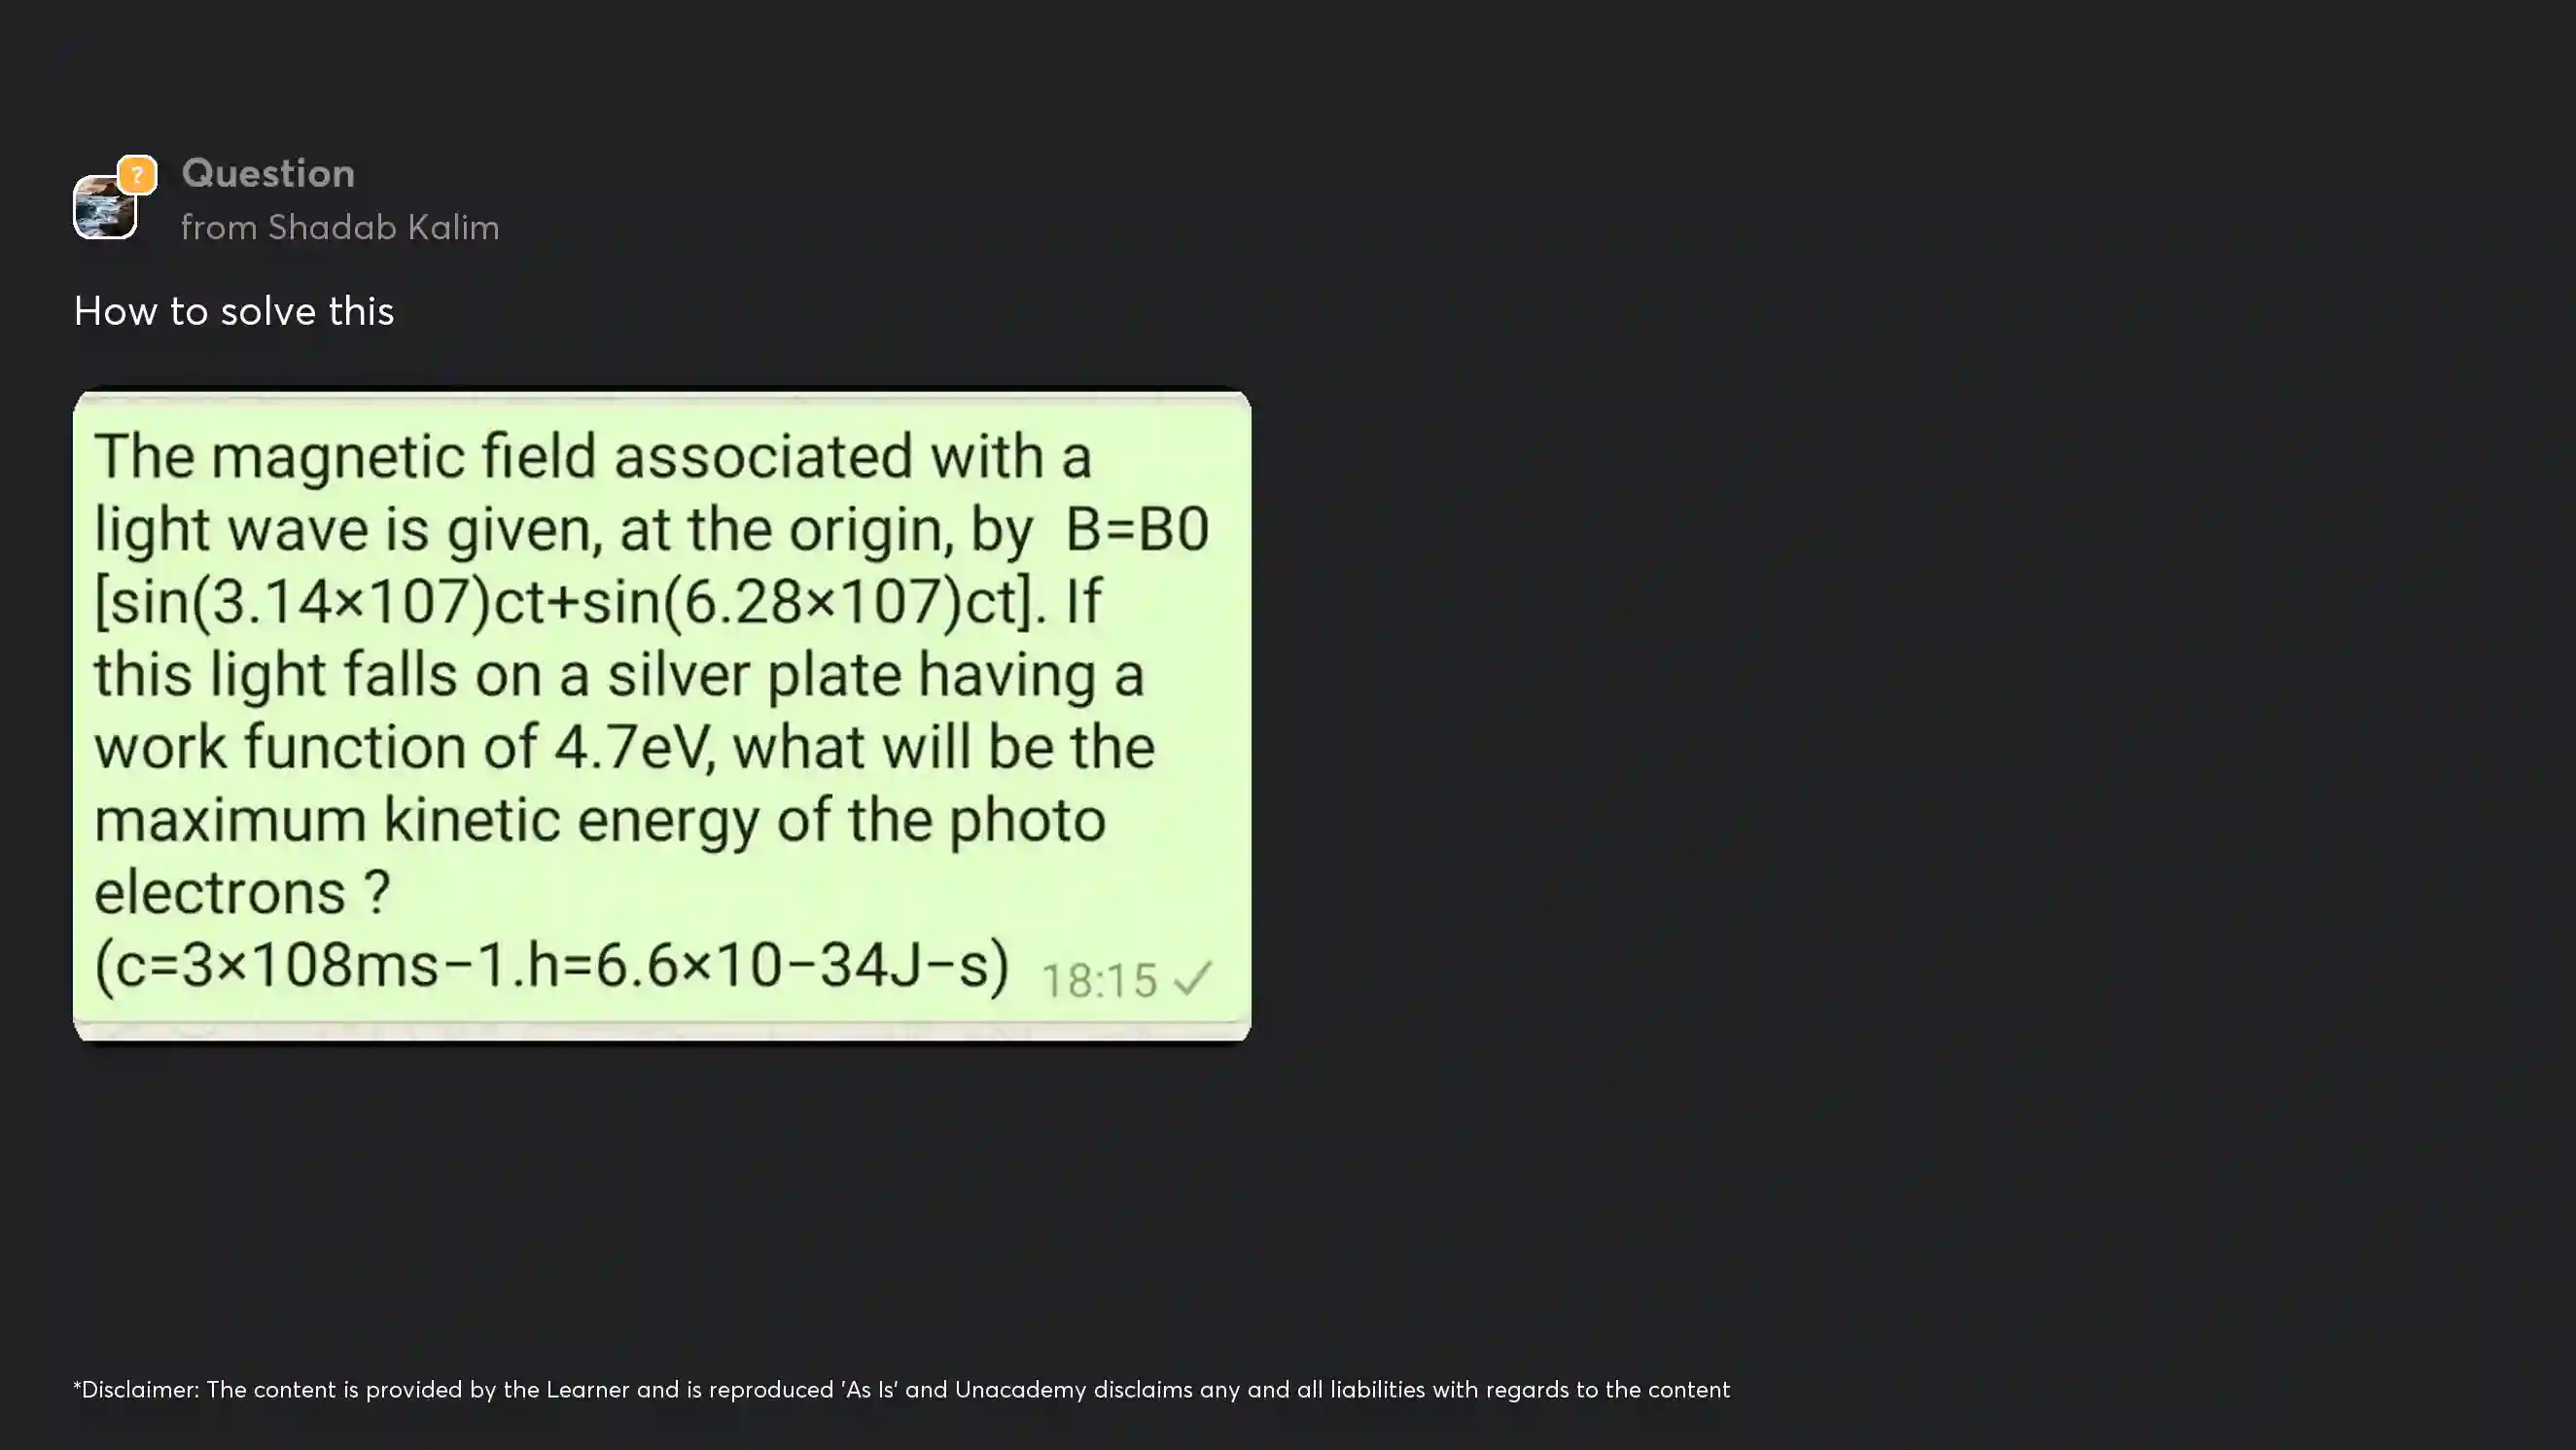 ?
Question
from Shadab Kalim
How to solve this
The magnetic field associated with a
light wave is given, at the origin, by  B=B0
[sin(3.14×107)ct+sin(6.28×107)ct]. If
this light falls on a silver plate having a
work function of 4.7eV, what will be the
maximum kinetic energy of the photo
electrons ?
(c=3×108ms−1.h=6.6×10−34J−s) 18:15 ✓
*Disclaimer: The content is provided by the Learner and is reproduced 'As Is' and Unacademy disclaims any and all liabilities with regards to the content